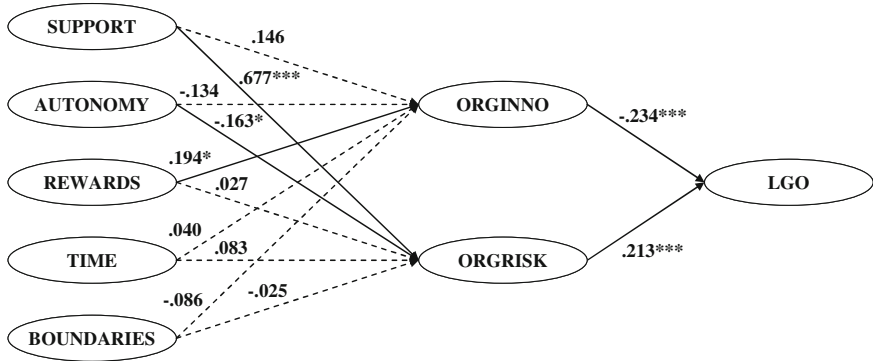 SUPPORT
.146
.677***
AUTONOMY
-.134
ORGINNO
-.163*
-.234***
.194*
REWARDS
.027
LGO
.040
.083
TIME
ORGRISK
.213***
-.086
-.025
BOUNDARIES